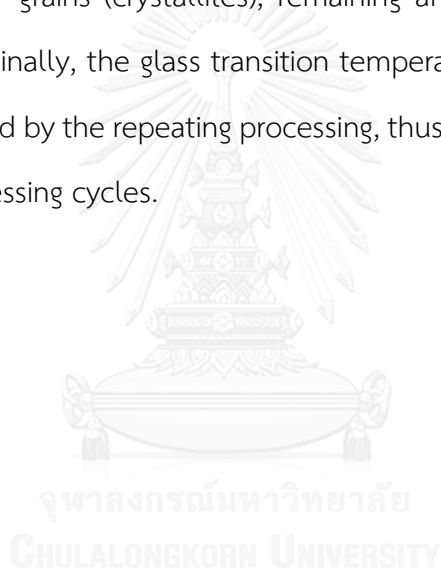 grains (crystallites), remaining
inally, the glass transition tempera
d by the repeating processing, thus
essing cycles.
จุฬาลงกรณ์มหาวิทยาลัย
CHULALONGKORN UNIVERSITY